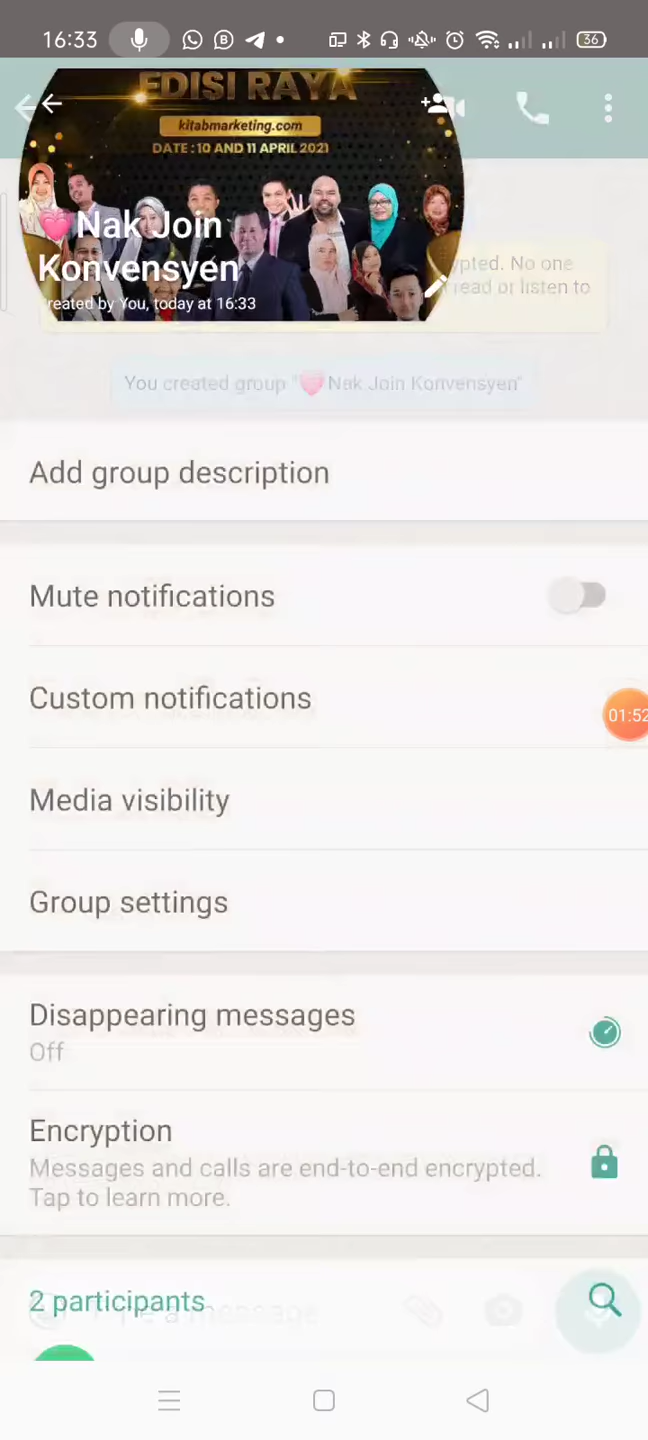 16:33
36
EDISI RAYA
kitabmarketing.com
DATE : 10 AND 11 APRIL 2021
Nak Join
Konvensyen
reated by You, today at 16:33
ypted. No one
read or listen to
You created group "💗Nak Join Konvensyen"
Add group description
Mute notifications
Custom notifications
01:52
Media visibility
Group settings
Disappearing messages
Off
Encryption
Messages and calls are end-to-end encrypted.
Tap to learn more.
2 participants